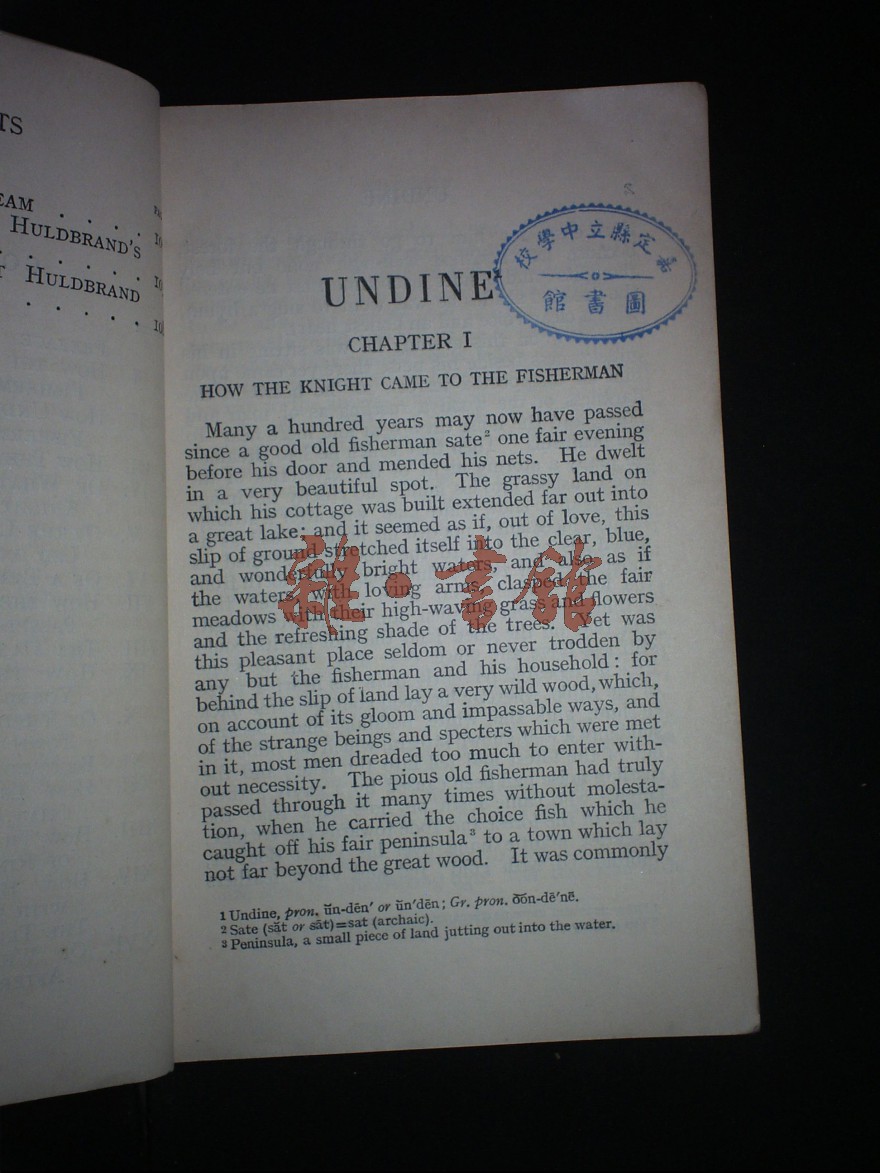 TS
EAM . . . .
HULDBRAND'S
. . . . . .
T HULDBRAND
. . . .
嘉定縣立中學校
圖書館
UNDINE¹
CHAPTER I
HOW THE KNIGHT CAME TO THE FISHERMAN
Many a hundred years may now have passed
since a good old fisherman sate² one fair evening
before his door and mended his nets. He dwelt
in a very beautiful spot. The grassy land on
which his cottage was built extended far out into
a great lake; and it seemed as if, out of love, this
slip of ground stretched itself into the clear, blue,
and wonderfully bright waters, and also as if
the waters, with loving arms, clasped the fair
meadows with their high-waving grass and flowers
and the refreshing shade of the trees. Yet was
this pleasant place seldom or never trodden by
any but the fisherman and his household: for
behind the slip of land lay a very wild wood, which,
on account of its gloom and impassable ways, and
of the strange beings and specters which were met
in it, most men dreaded too much to enter with-
out necessity. The pious old fisherman had truly
passed through it many times without molesta-
tion, when he carried the choice fish which he
caught off his fair peninsula³ to a town which lay
not far beyond the great wood. It was commonly
1 Undine, pron. ŭn-dēn′ or ŭn′dēn; Gr. pron. o͝on-dē′nē.
2 Sate (săt or sāt)=sat (archaic).
3 Peninsula, a small piece of land jutting out into the water.
雜·書館